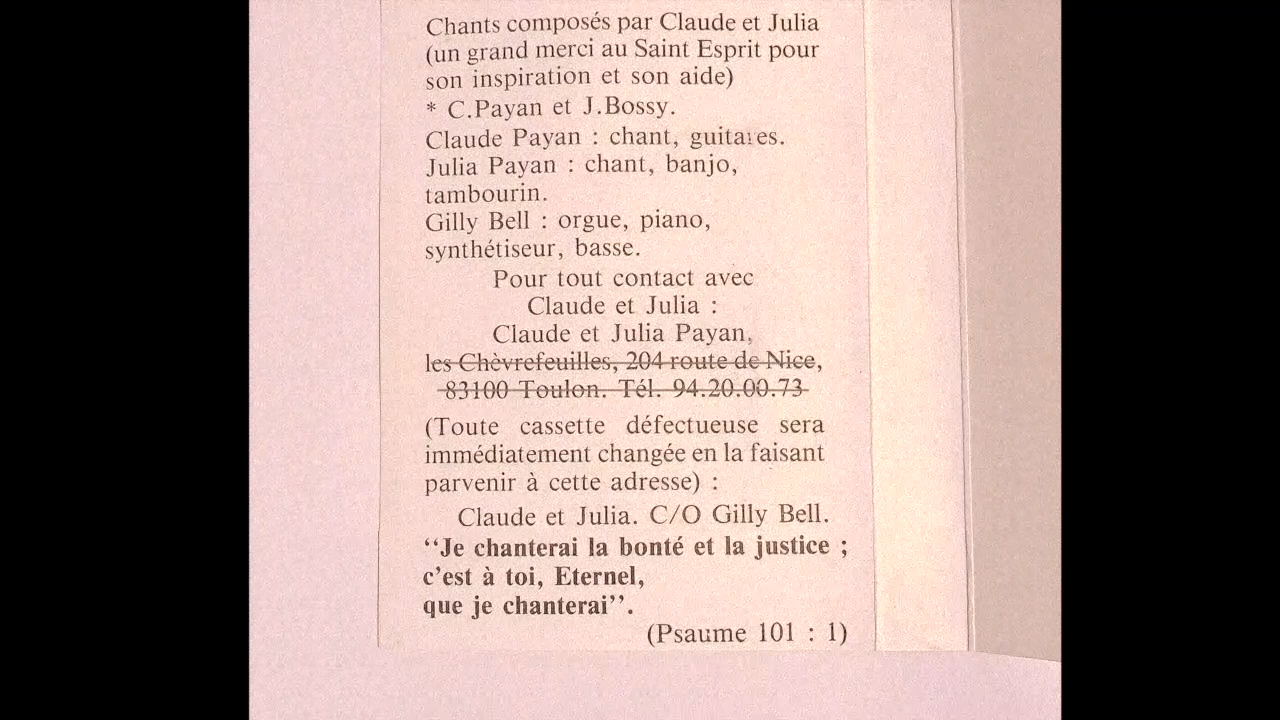 Chants composés par Claude et Julia
(un grand merci au Saint Esprit pour
son inspiration et son aide)
* C.Payan et J.Bossy.
Claude Payan : chant, guitares.
Julia Payan : chant, banjo,
tambourin.
Gilly Bell : orgue, piano,
synthétiseur, basse.
Pour tout contact avec
Claude et Julia :
Claude et Julia Payan,
les Chèvrefeuilles, 204 route de Nice,
83100 Toulon. Tél. 94.20.00.73
(Toute cassette défectueuse sera
immédiatement changée en la faisant
parvenir à cette adresse) :
Claude et Julia. C/O Gilly Bell.
‘‘Je chanterai la bonté et la justice ;
c’est à toi, Eternel,
que je chanterai’’.
(Psaume 101 : 1)